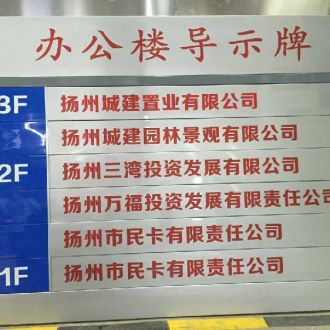 办公楼导示牌
3F 扬州城建置业有限公司
扬州城建园林景观有限公司
2F 扬州三湾投资发展有限公司
扬州万福投资发展有限责任公司
扬州市民卡有限责任公司
1F 扬州市民卡有限责任公司